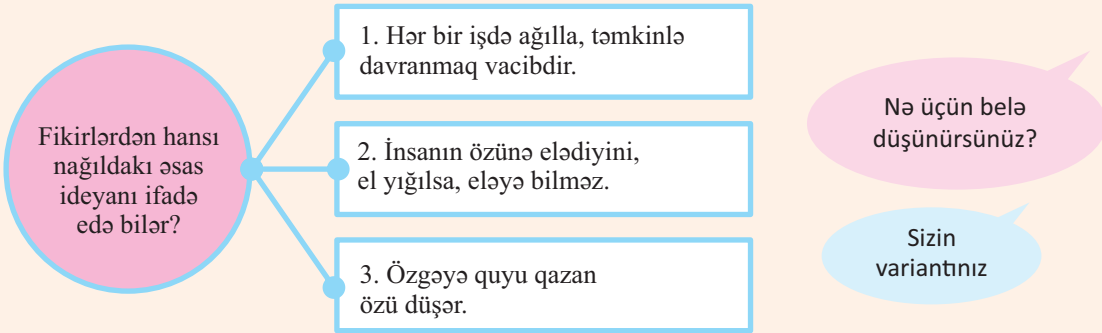 Fikirlərdən hansı
nağıldakı əsas
ideyanı ifadə
edə bilər?
1. Hər bir işdə ağılla, təmkinlə
davranmaq vacibdir.
2. İnsanın özünə elədiyini,
el yığılsa, eləyə bilməz.
3. Özgəyə quyu qazan
özü düşər.
Nə üçün belə
düşünürsünüz?
Sizin
variantınız